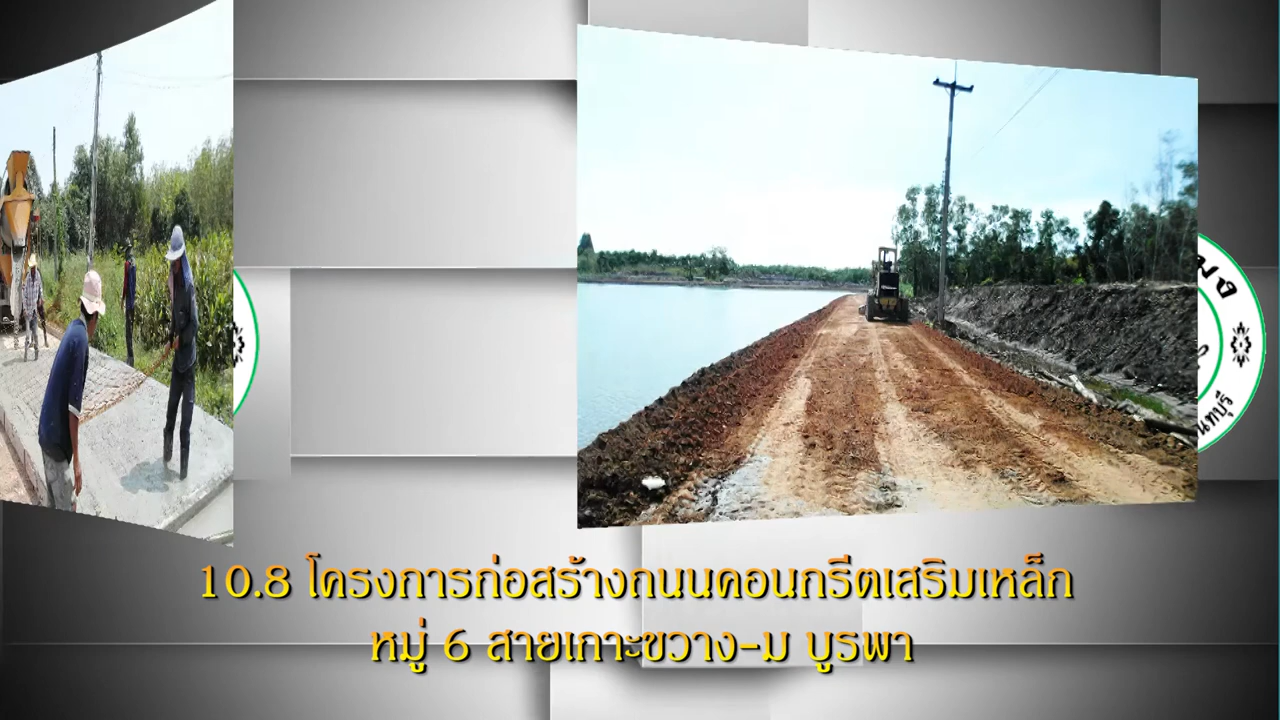 10.8 โครงการก่อสร้างถนนคอนกรีตเสริมเหล็ก
หมู่ 6 สายเกาะขวาง-ม บูรพา